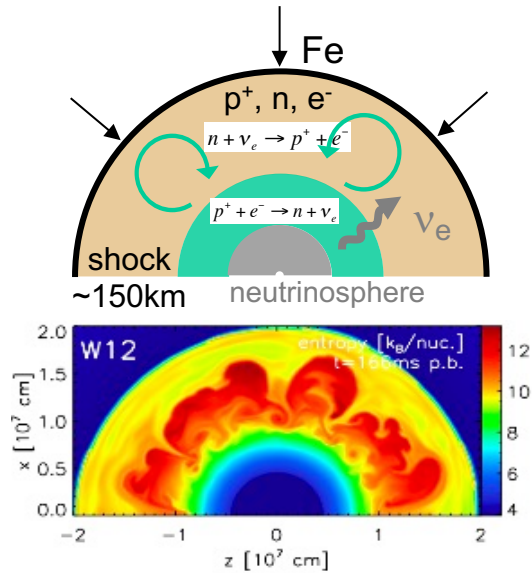 Fe
p⁺, n, e⁻
n + νₑ → p⁺ + e⁻
p⁺ + e⁻ → n + νₑ
νₑ
shock
~150km
neutrinosphere
W12
entropy [k_B/nuc.]
t=166ms p.b.
2.0
1.5
1.0
0.5
0.0
x [10⁷ cm]
12
10
8
6
4
−2
−1
0
1
2
z [10⁷ cm]